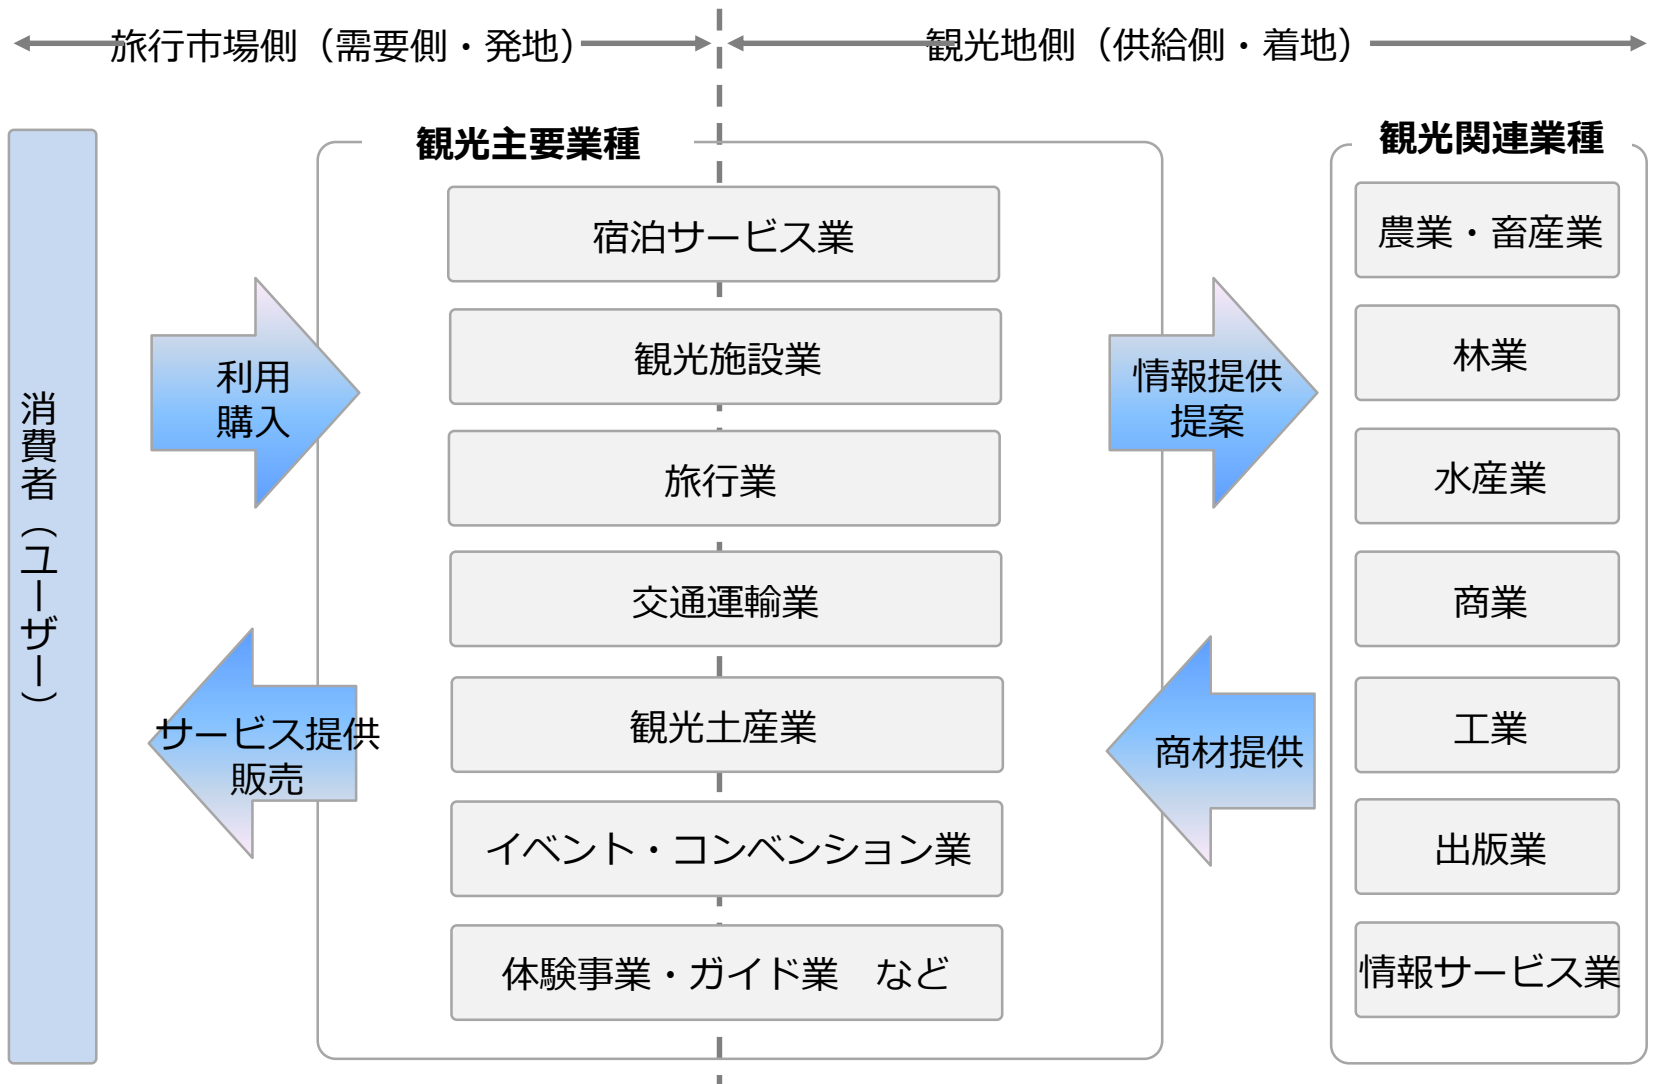 旅行市場側（需要側・発地）
観光地側（供給側・着地）
消費者（ユーザー）
利用
購入
サービス提供
販売
観光主要業種
宿泊サービス業
観光施設業
旅行業
交通運輸業
観光土産業
イベント・コンベンション業
体験事業・ガイド業　など
情報提供
提案
商材提供
観光関連業種
農業・畜産業
林業
水産業
商業
工業
出版業
情報サービス業